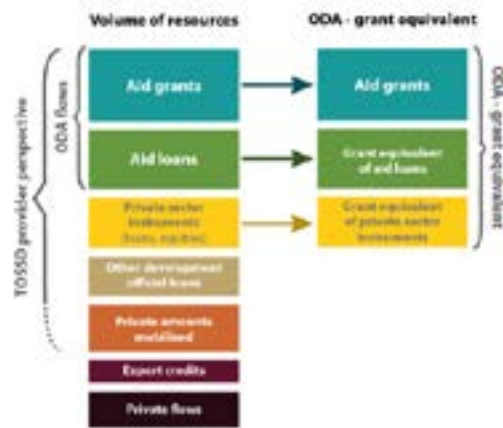 Volume of resources
ODA - grant equivalent
TOSSD provider perspective
ODA flows
Aid grants
Aid loans
Private sector
instruments
(loans, equities)
Other development
official loans
Private amounts
mobilised
Export credits
Private flows
Aid grants
Grant equivalent
of aid loans
Grant equivalent
of private sector
instruments
ODA - grant equivalent